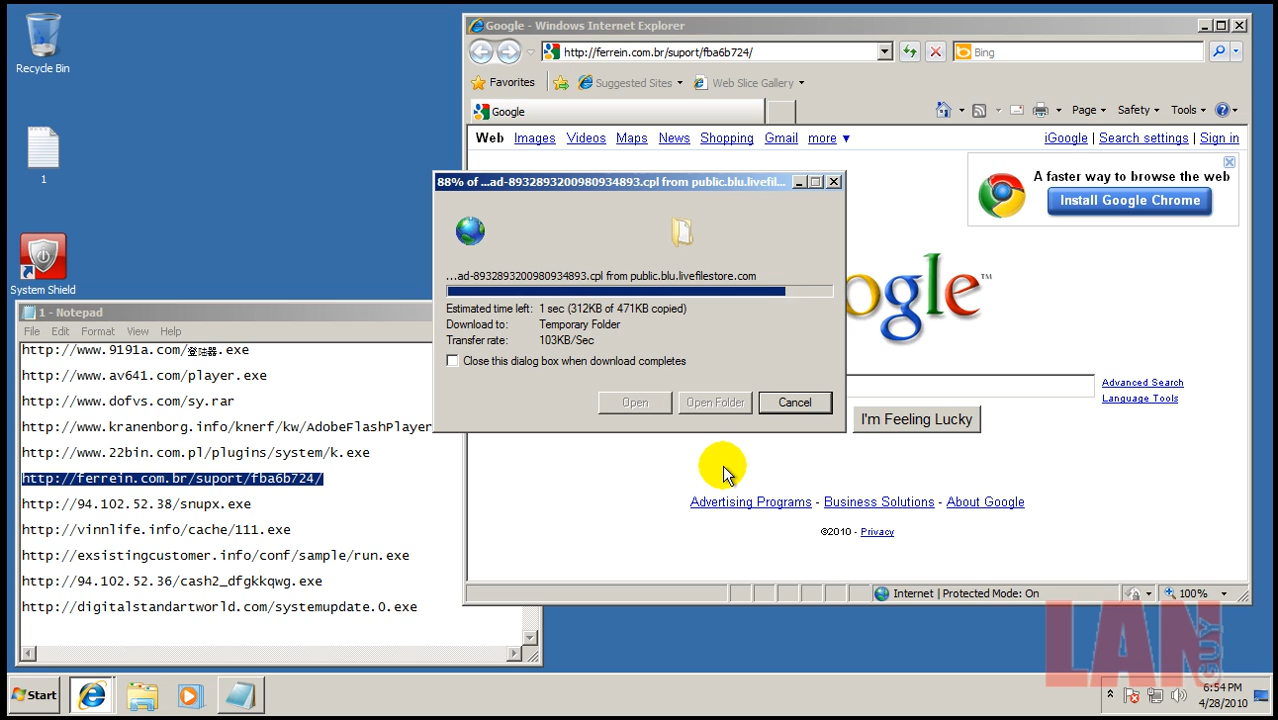 Recycle Bin
1
System Shield
1 - Notepad
File Edit Format View Help
http://www.9191a.com/登陆器.exe
http://www.av641.com/player.exe
http://www.dofvs.com/sy.rar
http://www.kranenborg.info/knerf/kw/AdobeFlashPlayer
http://www.22bin.com.pl/plugins/system/k.exe
http://ferrein.com.br/suport/fba6b724/
http://94.102.52.38/snupx.exe
http://vinnlife.info/cache/111.exe
http://exsistingcustomer.info/conf/sample/run.exe
http://94.102.52.36/cash2_dfgkkqwg.exe
http://digitalstandartworld.com/systemupdate.0.exe
Google - Windows Internet Explorer
http://ferrein.com.br/suport/fba6b724/
Bing
Favorites Suggested Sites Web Slice Gallery
Google
Page Safety Tools
Web Images Videos Maps News Shopping Gmail more ▼
iGoogle | Search settings | Sign in
A faster way to browse the web
Install Google Chrome
88% of ...ad-8932893200980934893.cpl from public.blu.livefil...
...ad-8932893200980934893.cpl from public.blu.livefilestore.com
Estimated time left: 1 sec (312KB of 471KB copied)
Download to: Temporary Folder
Transfer rate: 103KB/Sec
Close this dialog box when download completes
Open Open Folder Cancel
ogle™
Advanced Search
Language Tools
I'm Feeling Lucky
Advertising Programs - Business Solutions - About Google
©2010 - Privacy
Internet | Protected Mode: On
100%
LAN
GUY
Start
6:54 PM
4/28/2010